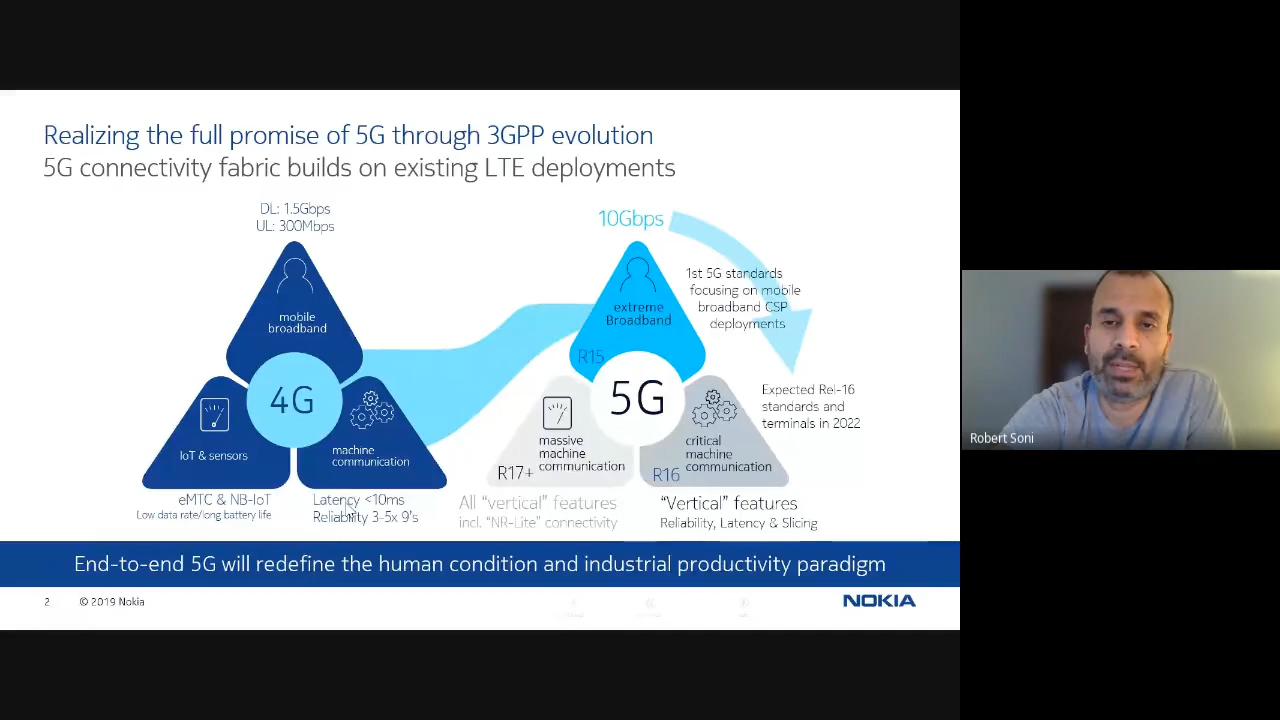 Realizing the full promise of 5G through 3GPP evolution
5G connectivity fabric builds on existing LTE deployments
DL: 1.5Gbps
UL: 300Mbps
mobile
broadband
4G
IoT & sensors
machine
communication
eMTC & NB-IoT
Low data rate/long battery life
Latency <10ms
Reliability 3-5x 9's
10Gbps
1st 5G standards
focusing on mobile
broadband CSP
deployments
extreme
Broadband
R15
5G
Expected Rel-16
standards and
terminals in 2022
massive
machine
communication
R17+
critical
machine
communication
R16
All "vertical" features
incl. "NR-Lite" connectivity
"Vertical" features
Reliability, Latency & Slicing
End-to-end 5G will redefine the human condition and industrial productivity paradigm
2
© 2019 Nokia
NOKIA
Robert Soni